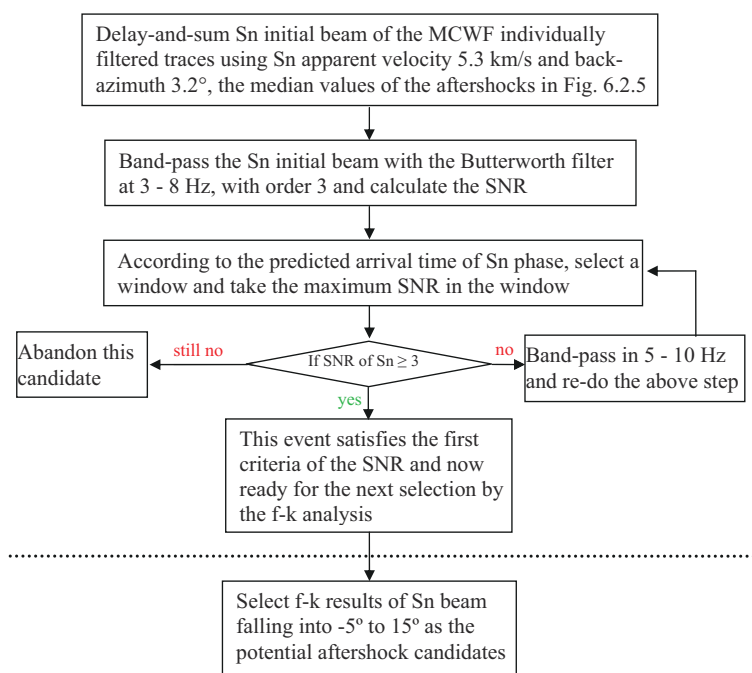 Delay-and-sum Sn initial beam of the MCWF individually
filtered traces using Sn apparent velocity 5.3 km/s and back-
azimuth 3.2°, the median values of the aftershocks in Fig. 6.2.5
Band-pass the Sn initial beam with the Butterworth filter
at 3 - 8 Hz, with order 3 and calculate the SNR
According to the predicted arrival time of Sn phase, select a
window and take the maximum SNR in the window
Abandon this
candidate
still no
If SNR of Sn ≥ 3
no
Band-pass in 5 - 10 Hz
and re-do the above step
yes
This event satisfies the first
criteria of the SNR and now
ready for the next selection by
the f-k analysis
Select f-k results of Sn beam
falling into -5º to 15º as the
potential aftershock candidates